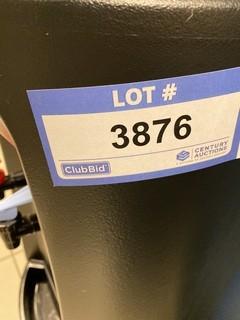 LOT #
3876
ClubBid
CENTURY
AUCTIONS